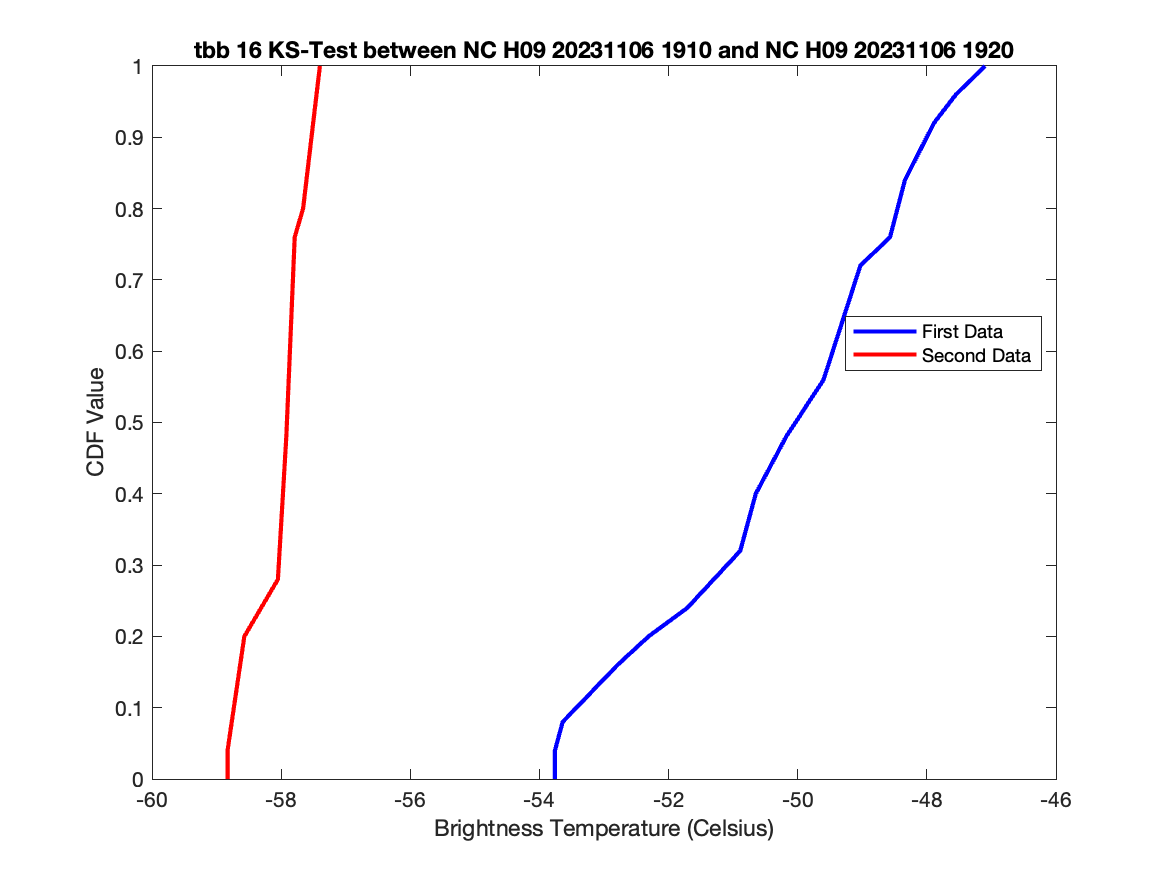 tbb 16 KS-Test between NC H09 20231106 1910 and NC H09 20231106 1920
1
0.9
0.8
0.7
0.6
0.5
0.4
0.3
0.2
0.1
0
CDF Value
First Data
Second Data
-60 -58 -56 -54 -52 -50 -48 -46
Brightness Temperature (Celsius)